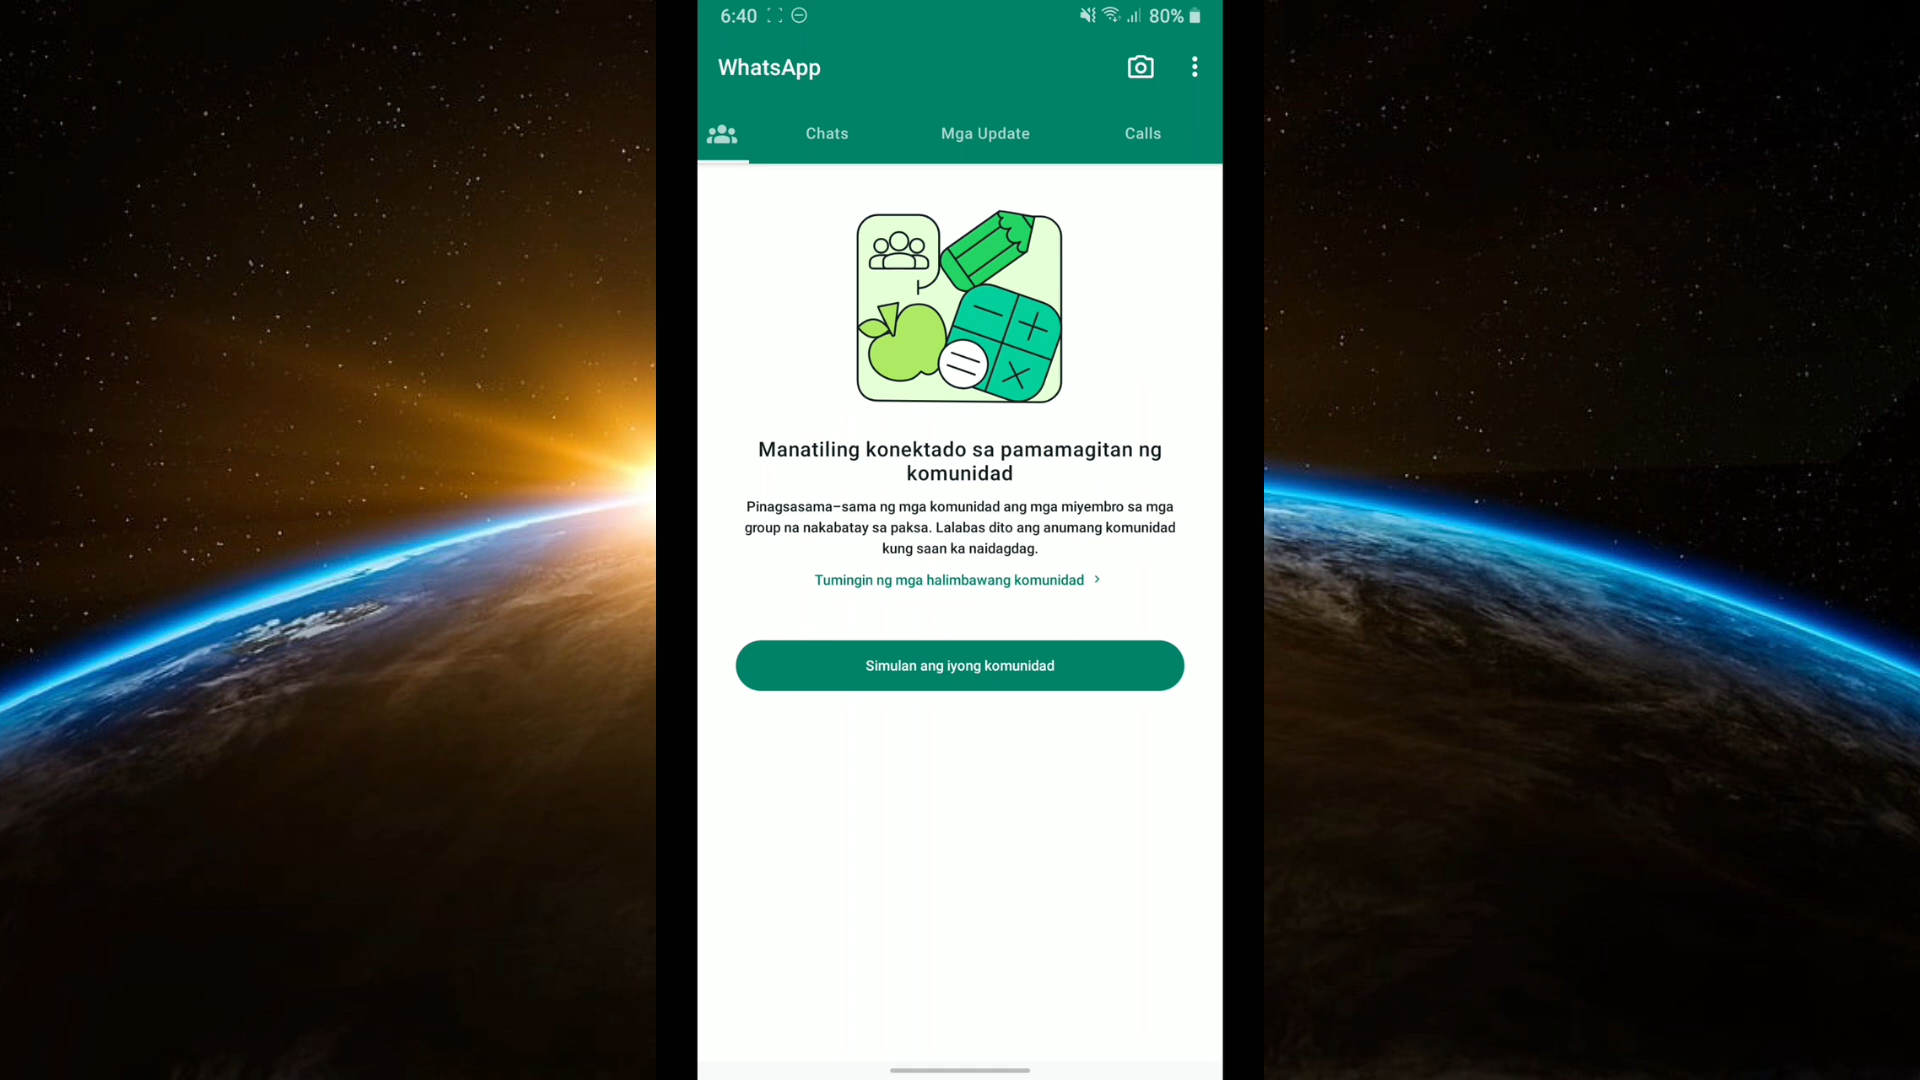 6:40 80%
WhatsApp
Chats Mga Update Calls
Manatiling konektado sa pamamagitan ng
komunidad
Pinagsasama-sama ng mga komunidad ang mga miyembro sa mga
group na nakabatay sa paksa. Lalabas dito ang anumang komunidad
kung saan ka naidagdag.
Tumingin ng mga halimbawang komunidad
Simulan ang iyong komunidad